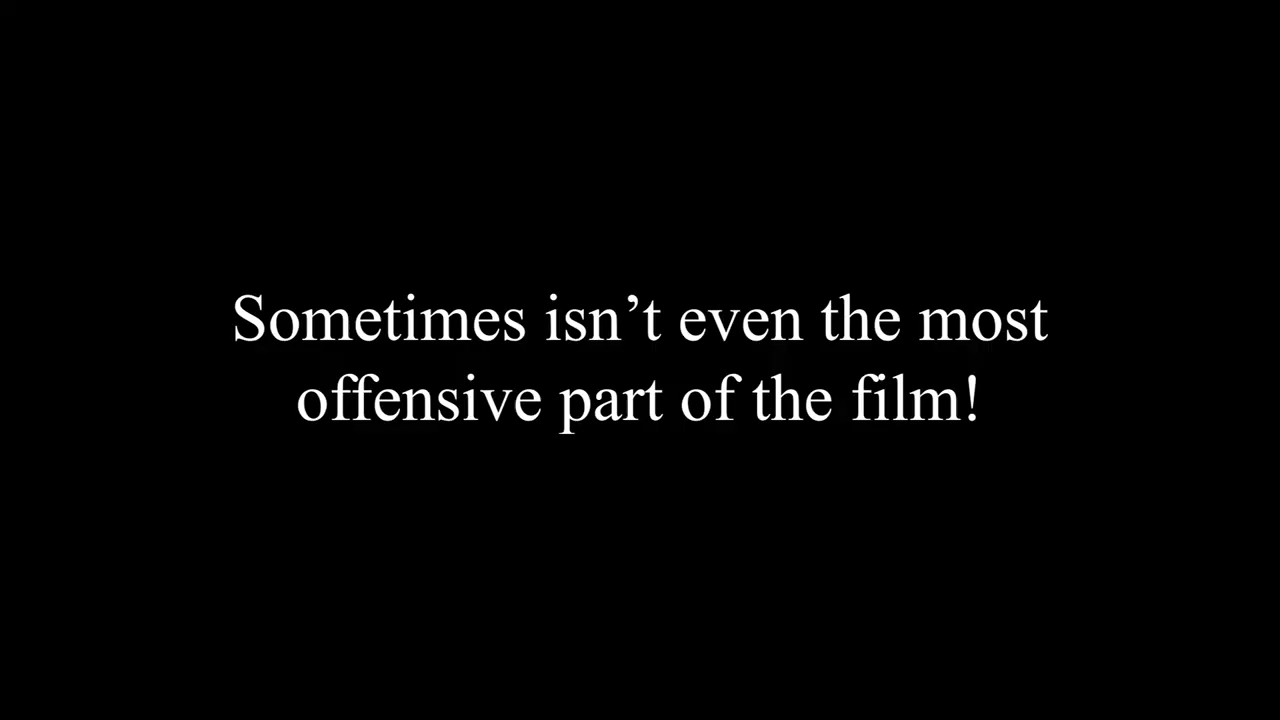 Sometimes isn’t even the most
offensive part of the film!